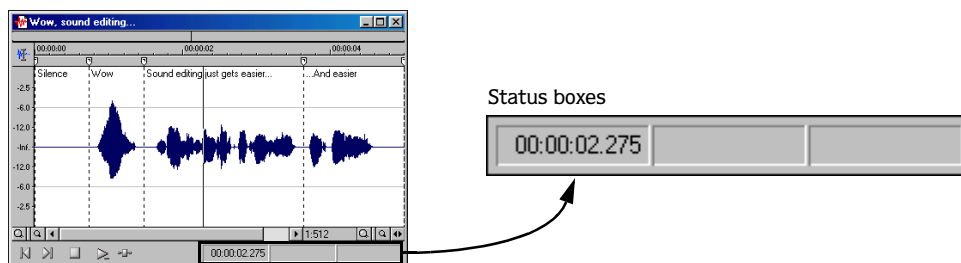 Wow, sound editing...
00:00:00 00:00:02 00:00:04
Silence Wow Sound editing just gets easier... ...And easier
-2.5
-6.0
-12.0
-Inf.
-12.0
-6.0
-2.5
1:512
00:00:02.275
Status boxes
00:00:02.275